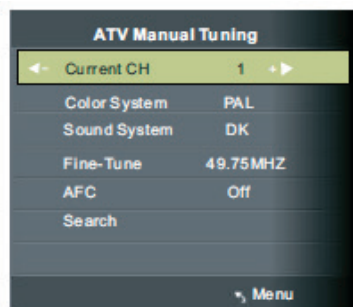 ATV Manual Tuning
Current CH 1 +
Color System PAL
Sound System DK
Fine-Tune 49.75MHZ
AFC Off
Search
Menu